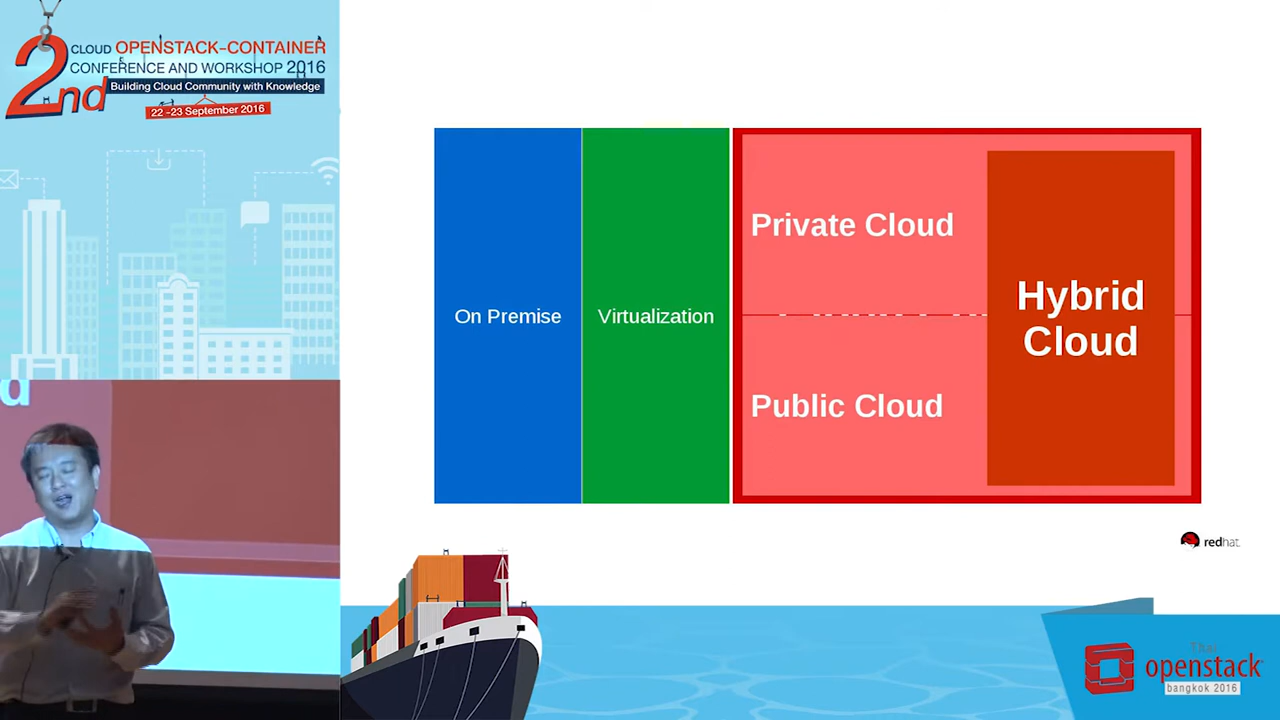 2nd
CLOUD OPENSTACK-CONTAINER
CONFERENCE AND WORKSHOP 2016
Building Cloud Community with Knowledge
22 -23 September 2016
On Premise
Virtualization
Private Cloud
Public Cloud
Hybrid
Cloud
redhat.
d
Thai
openstack
bangkok 2016